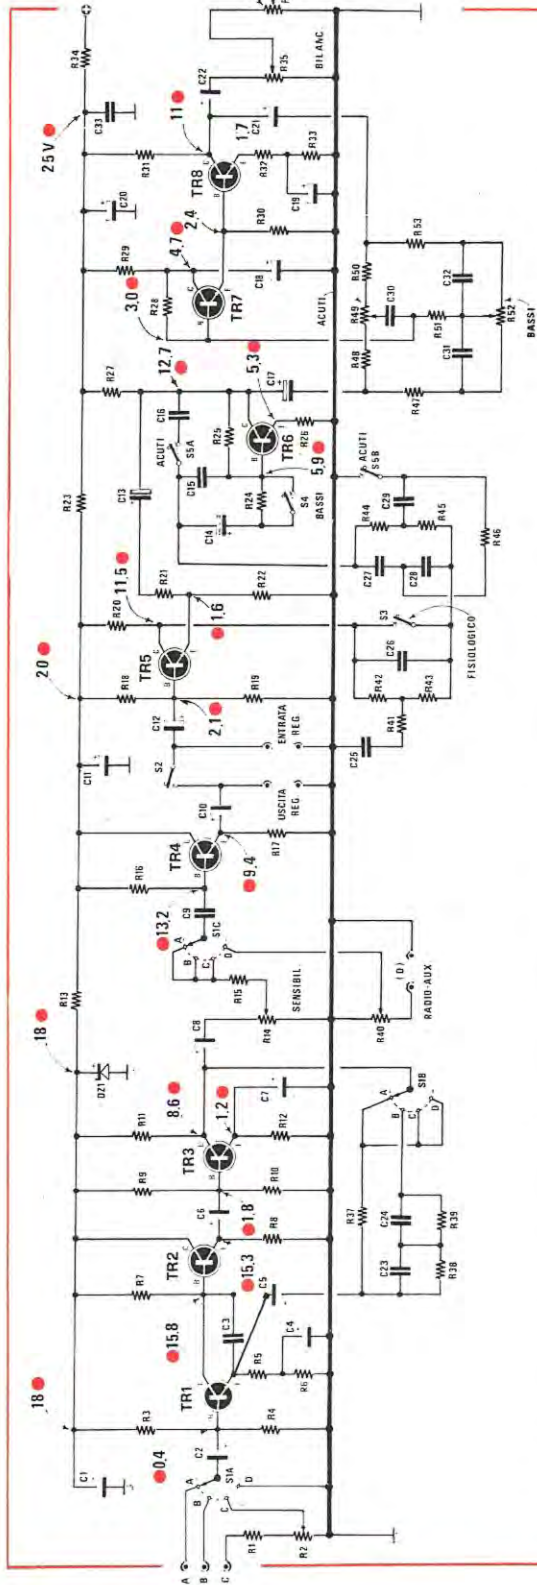 25V
R34
C33
R31
11
C22
R35
BILANC.
TR8
C
B
R32
1,7
C21
R33
C19
C20
2,4
R30
R29
4,7
R28
3,0
TR7
C
C18
ACUTI
R50
R53
R49
C30
C32
R51
R52
BASSI
R48
C31
R47
R27
12,7
C17
5,3
C16
ACUTI
S5A
R25
TR6
R26
5,9
C15
B
R24
S4
BASSI
C14
C13
R23
ACUTI
S5B
C29
R44
R45
R46
C27
C28
R21
R22
11,5
R20
1,6
S3
FISIOLOGICO
C26
R42
R43
R41
C25
20
TR5
C
B
R18
2,1
R19
C12
ENTRATA
REG.
S2
USCITA
REG.
C11
C10
TR4
B
9,4
R17
R16
C9
13,2
S1C
A
B
C
D
R15
SENSIBIL.
R14
R40
(D)
RADIO-AUX
R13
18
DZ1
C8
8,6
R11
1,2
C7
R12
TR3
B
R9
R10
C6
1,8
R8
TR2
C
B
15,3
C5
R7
15,8
C3
R5
C4
R6
TR1
S1B
A
B
C
D
R37
C24
C23
R39
R38
18
R3
R4
C2
0,4
S1A
A
B
C
D
C1
R1
R2
A
B
C